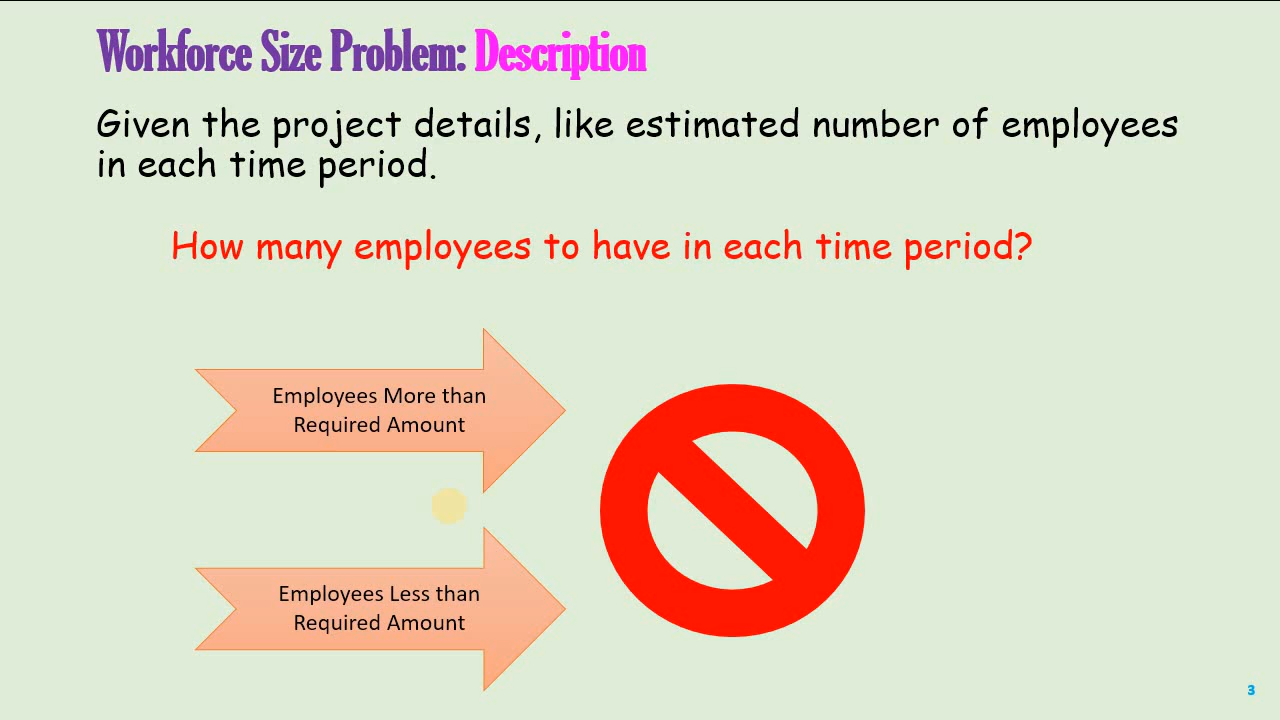 Workforce Size Problem: Description
Given the project details, like estimated number of employees
in each time period.
How many employees to have in each time period?
Employees More than
Required Amount
Employees Less than
Required Amount
3